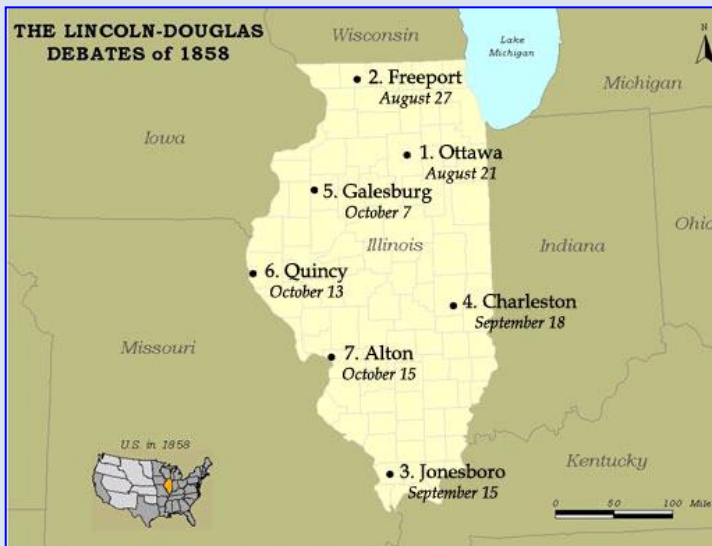 THE LINCOLN-DOUGLAS
DEBATES of 1858
Wisconsin
Lake
Michigan
N
Michigan
2. Freeport
August 27
Iowa
1. Ottawa
August 21
5. Galesburg
October 7
Illinois
Indiana
Ohio
6. Quincy
October 13
4. Charleston
September 18
Missouri
7. Alton
October 15
U.S. in 1858
3. Jonesboro
September 15
Kentucky
0 50 100 Mile